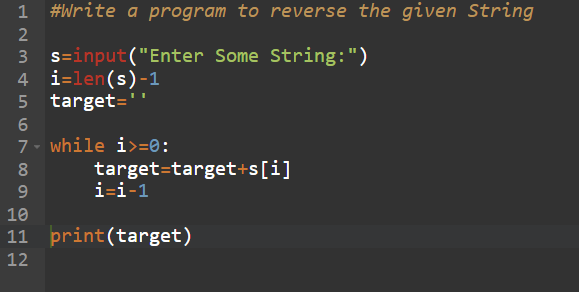 1 #Write a program to reverse the given String
2
3 s=input("Enter Some String:")
4 i=len(s)-1
5 target=''
6
7 while i>=0:
8     target=target+s[i]
9     i=i-1
10
11 print(target)
12